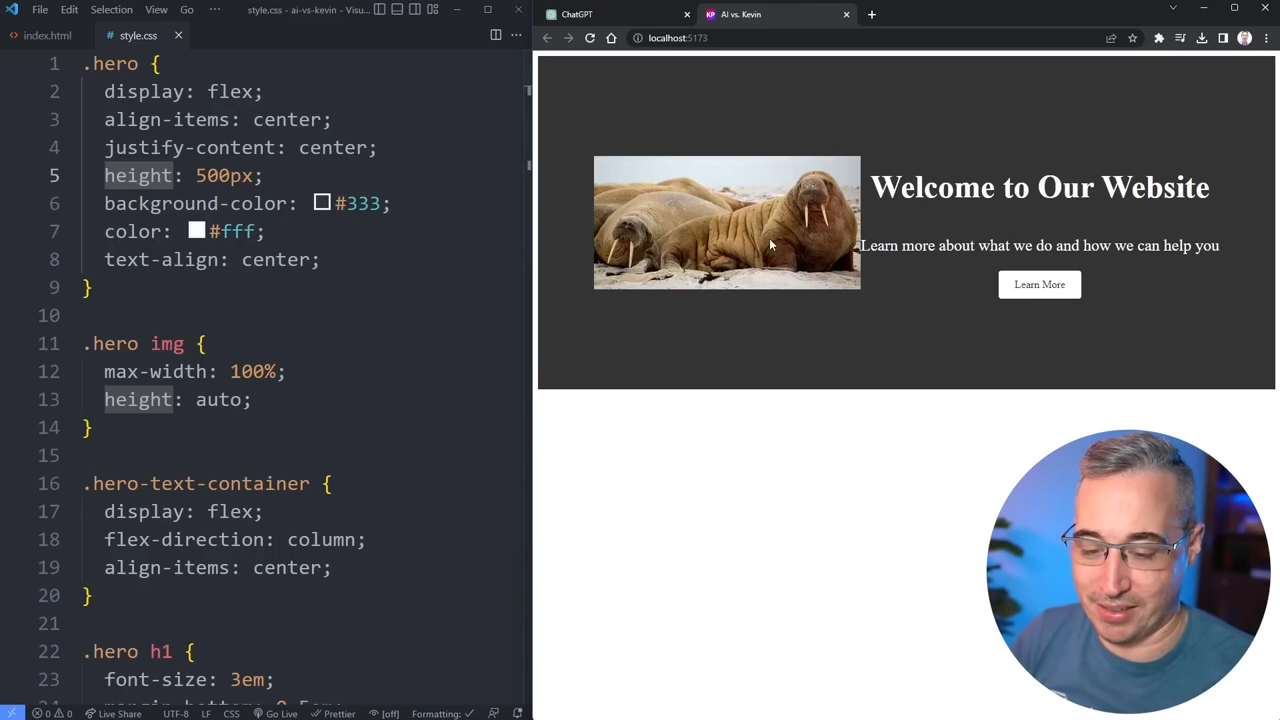 File Edit Selection View Go ··· style.css - ai-vs-kevin - Visu...
index.html
# style.css
1 .hero {
2 display: flex;
3 align-items: center;
4 justify-content: center;
5 height: 500px;
6 background-color: #333;
7 color: #fff;
8 text-align: center;
9 }
10
11 .hero img {
12 max-width: 100%;
13 height: auto;
14 }
15
16 .hero-text-container {
17 display: flex;
18 flex-direction: column;
19 align-items: center;
20 }
21
22 .hero h1 {
23 font-size: 3em;
0 0 Live Share UTF-8 LF CSS Go Live Prettier [off] Formatting:
ChatGPT
KP AI vs. Kevin
localhost:5173
Welcome to Our Website
Learn more about what we do and how we can help you
Learn More